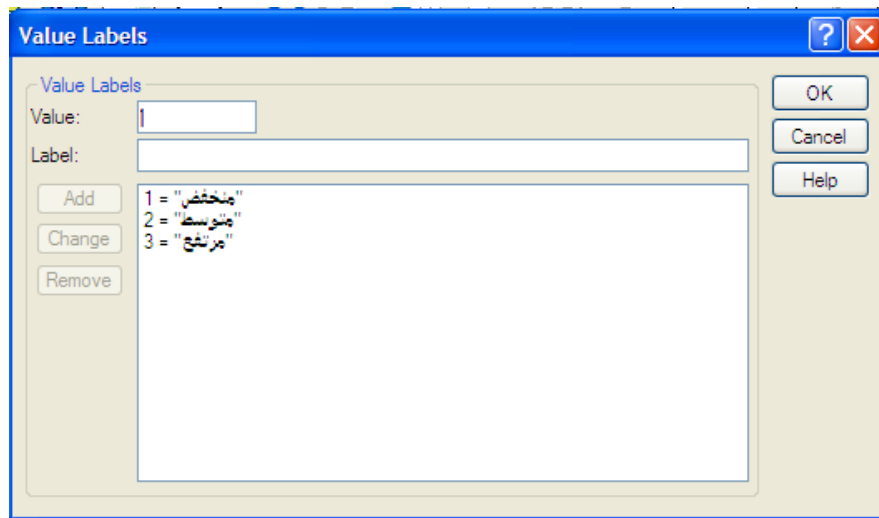 Value Labels
Value Labels
Value: 1
Label:
OK
Cancel
Help
Add
Change
Remove
1 = "منخفض"
2 = "متوسط"
3 = "مرتفع"